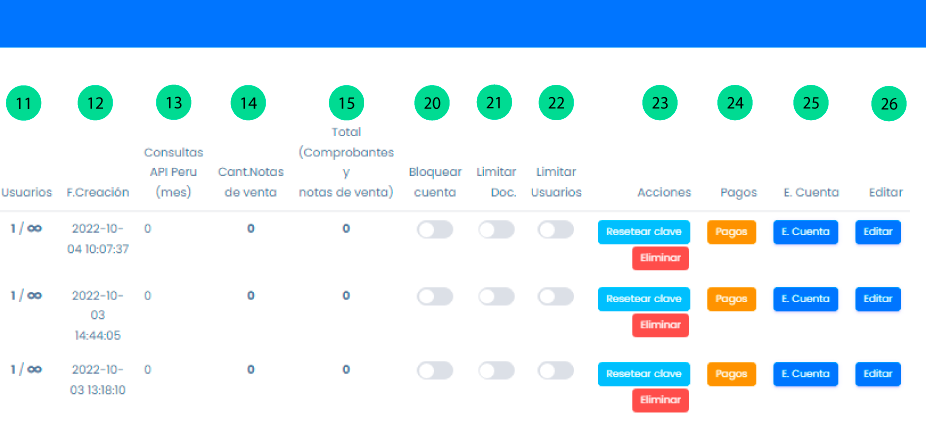 11 12 13 14 15 20 21 22 23 24 25 26
Total
Consultas (Comprobantes
API Peru Cant.Notas y Bloquear Limitar Limitar
Usuarios F.Creación (mes) de venta notas de venta) cuenta Doc. Usuarios Acciones Pagos E. Cuenta Editar
1 / ∞ 2022-10- 0 0 0 Resetear clave Pagos E. Cuenta Editar
04 10:07:37 Eliminar
1 / ∞ 2022-10- 0 0 0 Resetear clave Pagos E. Cuenta Editar
03 Eliminar
14:44:05
1 / ∞ 2022-10- 0 0 0 Resetear clave Pagos E. Cuenta Editar
03 13:18:10 Eliminar